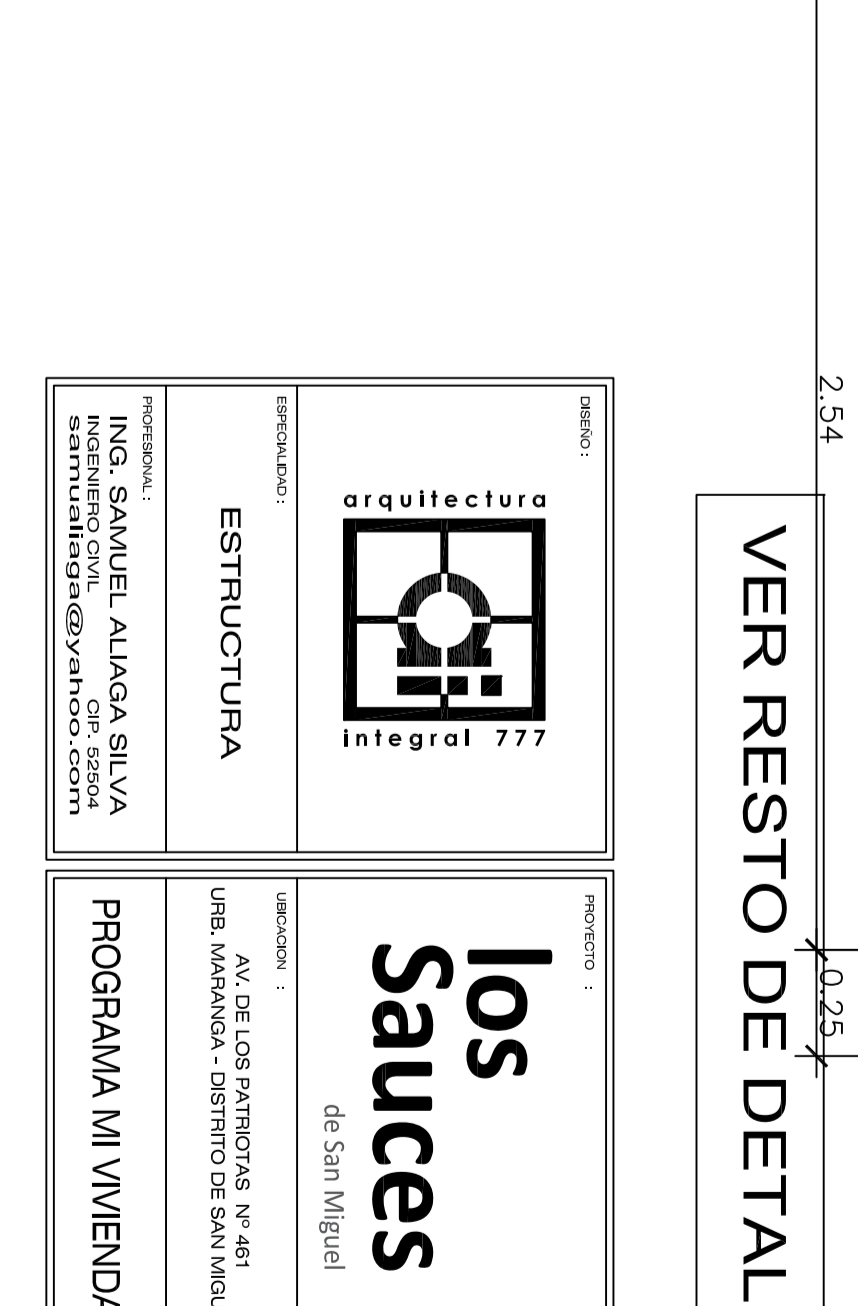 2.54
0.25
VER RESTO DE DETAL
DISEÑO :
arquitectura
integral 777
ESPECIALIDAD :
ESTRUCTURA
PROFESIONAL :
ING. SAMUEL ALIAGA SILVA
INGENIERO CIVIL CIP. 52504
samualiaga@yahoo.com
PROYECTO :
los
Sauces
de San Miguel
UBICACION :
AV. DE LOS PATRIOTAS Nº 461
URB. MARANGA - DISTRITO DE SAN MIGU
PROGRAMA MI VIVIENDA